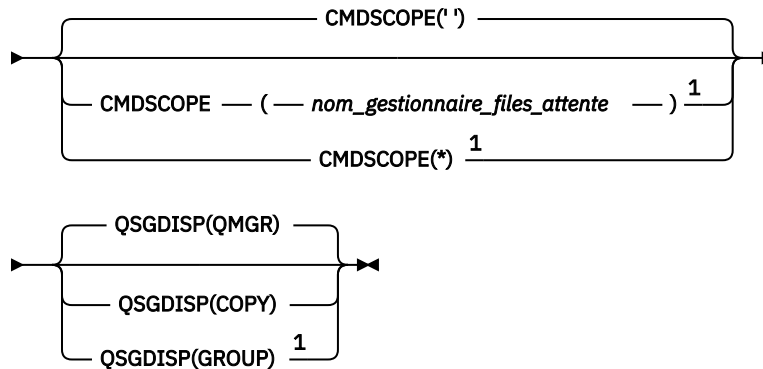 CMDSCOPE(' ')
CMDSCOPE ( nom_gestionnaire_files_attente ) 1
CMDSCOPE(*) 1
QSGDISP(QMGR)
QSGDISP(COPY)
QSGDISP(GROUP) 1